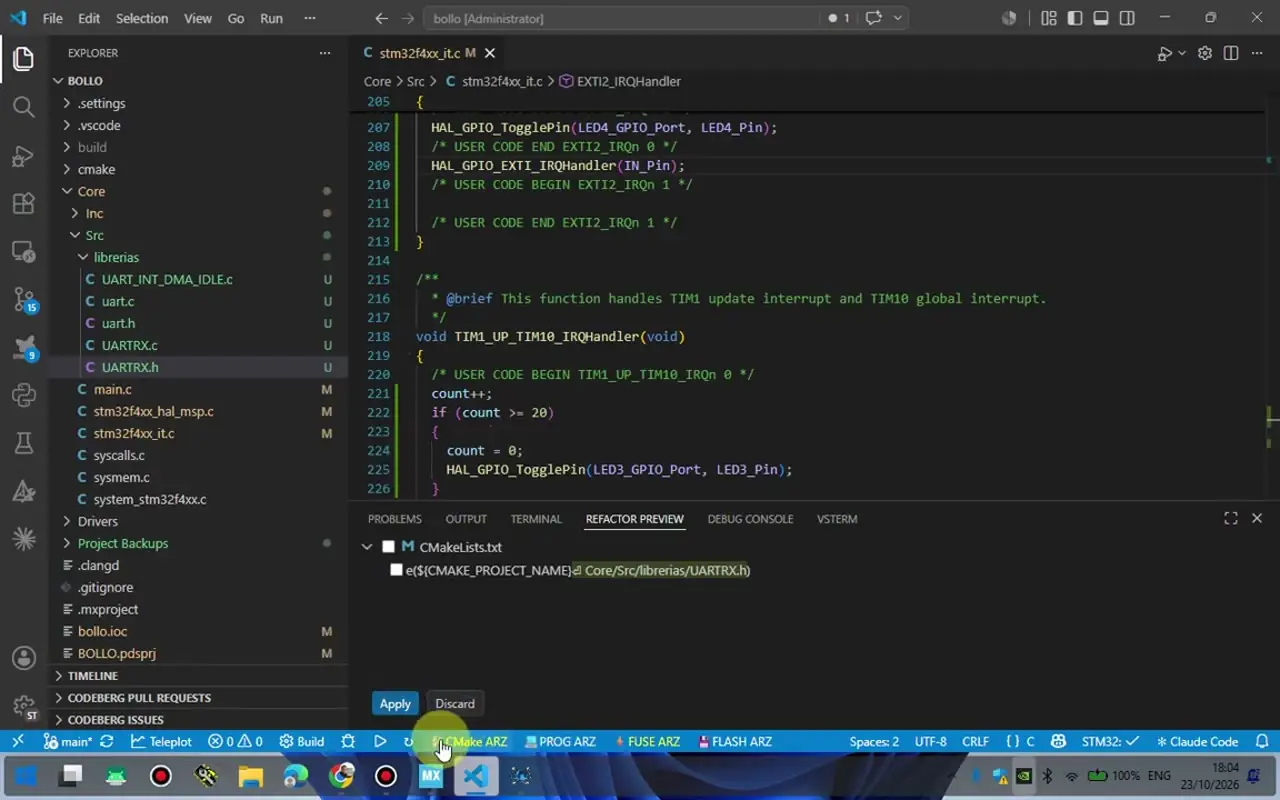 File Edit Selection View Go Run ··· bollo [Administrator] 1
EXPLORER ···
BOLLO
.settings
.vscode
build
cmake
Core
Inc
Src
librerias
C UART_INT_DMA_IDLE.c U
C uart.c U
C uart.h U
C UARTRX.c U
C UARTRX.h U
C main.c M
C stm32f4xx_hal_msp.c M
C stm32f4xx_it.c M
C syscalls.c
C sysmem.c
C system_stm32f4xx.c
Drivers
Project Backups
.clangd
.gitignore
.mxproject
bollo.ioc M
BOLLO.pdsprj M
TIMELINE
CODEBERG PULL REQUESTS
CODEBERG ISSUES
15
9
ST
C stm32f4xx_it.c M
Core > Src > C stm32f4xx_it.c > EXTI2_IRQHandler
205 {
207 HAL_GPIO_TogglePin(LED4_GPIO_Port, LED4_Pin);
208 /* USER CODE END EXTI2_IRQn 0 */
209 HAL_GPIO_EXTI_IRQHandler(IN_Pin);
210 /* USER CODE BEGIN EXTI2_IRQn 1 */
211
212 /* USER CODE END EXTI2_IRQn 1 */
213 }
214
215 /**
216 * @brief This function handles TIM1 update interrupt and TIM10 global interrupt.
217 */
218 void TIM1_UP_TIM10_IRQHandler(void)
219 {
220 /* USER CODE BEGIN TIM1_UP_TIM10_IRQn 0 */
221 count++;
222 if (count >= 20)
223 {
224 count = 0;
225 HAL_GPIO_TogglePin(LED3_GPIO_Port, LED3_Pin);
226 }
PROBLEMS OUTPUT TERMINAL REFACTOR PREVIEW DEBUG CONSOLE VSTERM
M CMakeLists.txt
e(${CMAKE_PROJECT_NAME}⏎ Core/Src/librerias/UARTRX.h)
Apply Discard
main* Teleplot 0 0 Build CMake ARZ PROG ARZ FUSE ARZ FLASH ARZ Spaces: 2 UTF-8 CRLF {} C STM32: Claude Code
MX 100% ENG 18:04
23/10/2026